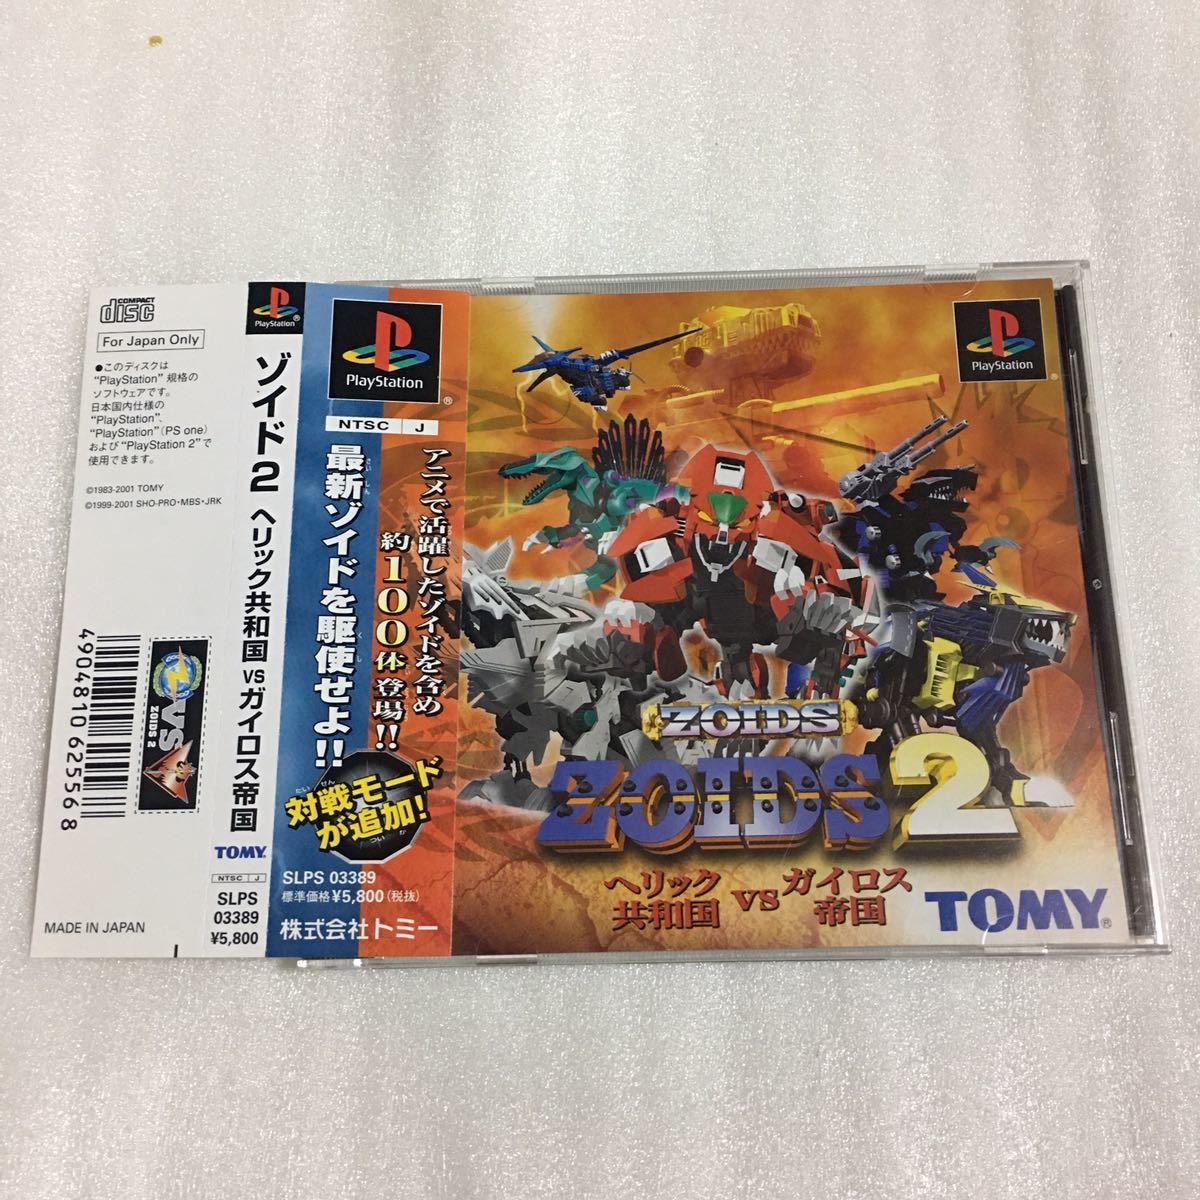 COMPACT
disc
For Japan Only
●このディスクは
"PlayStation"規格の
ソフトウェアです。
日本国内仕様の
"PlayStation"、
"PlayStation"(PS one)
および"PlayStation 2"で
使用できます。
©1983-2001 TOMY
©1999-2001 SHO-PRO・MBS・JRK
4904810 625568
VS
ZOIDS 2
MADE IN JAPAN
PlayStation®
ゾイド2 ヘリック共和国 VS ガイロス帝国
TOMY.
NTSC J
SLPS
03389
¥5,800
PlayStation®
NTSC J
アニメで活躍したゾイドを含め
約100体登場!!
最新ゾイドを駆使せよ!!
対戦モード
が追加!
SLPS 03389
標準価格¥5,800(税抜)
株式会社トミー
PlayStation®
ZOIDS
ZOIDS2
ヘリック
共和国
VS
ガイロス
帝国
TOMY®